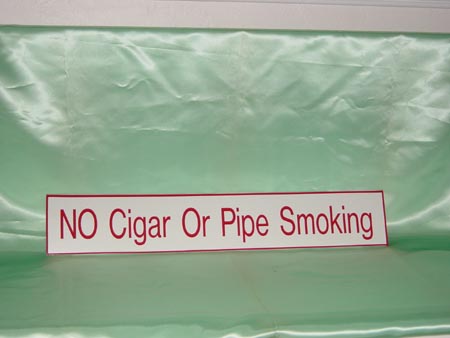 NO Cigar Or Pipe Smoking